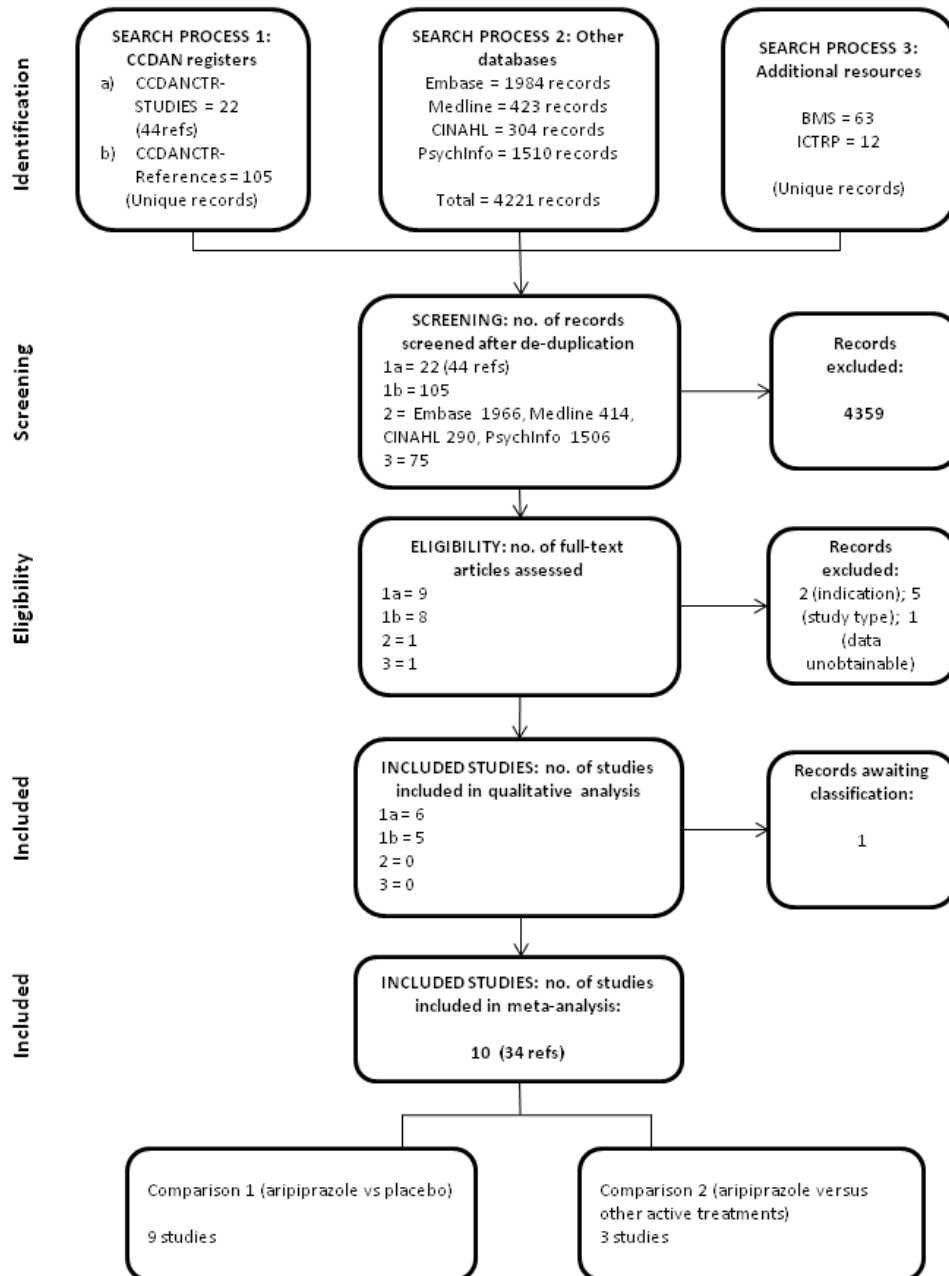 Identification
SEARCH PROCESS 1:
CCDAN registers
a) CCDANCTR-
STUDIES = 22
(44refs)
b) CCDANCTR-
References = 105
(Unique records)
SEARCH PROCESS 2: Other
databases
Embase = 1984 records
Medline = 423 records
CINAHL = 304 records
PsychInfo = 1510 records
Total = 4221 records
SEARCH PROCESS 3:
Additional resources
BMS = 63
ICTRP = 12
(Unique records)
Screening
SCREENING: no. of records
screened after de-duplication
1a = 22 (44 refs)
1b = 105
2 = Embase 1966, Medline 414,
CINAHL 290, PsychInfo 1506
3 = 75
Records
excluded:
4359
Eligibility
ELIGIBILITY: no. of full-text
articles assessed
1a = 9
1b = 8
2 = 1
3 = 1
Records
excluded:
2 (indication); 5
(study type); 1
(data
unobtainable)
Included
INCLUDED STUDIES: no. of studies
included in qualitative analysis
1a = 6
1b = 5
2 = 0
3 = 0
Records awaiting
classification:
1
Included
INCLUDED STUDIES: no. of studies
included in meta-analysis:
10 (34 refs)
Comparison 1 (aripiprazole vs placebo)
9 studies
Comparison 2 (aripiprazole versus
other active treatments)
3 studies